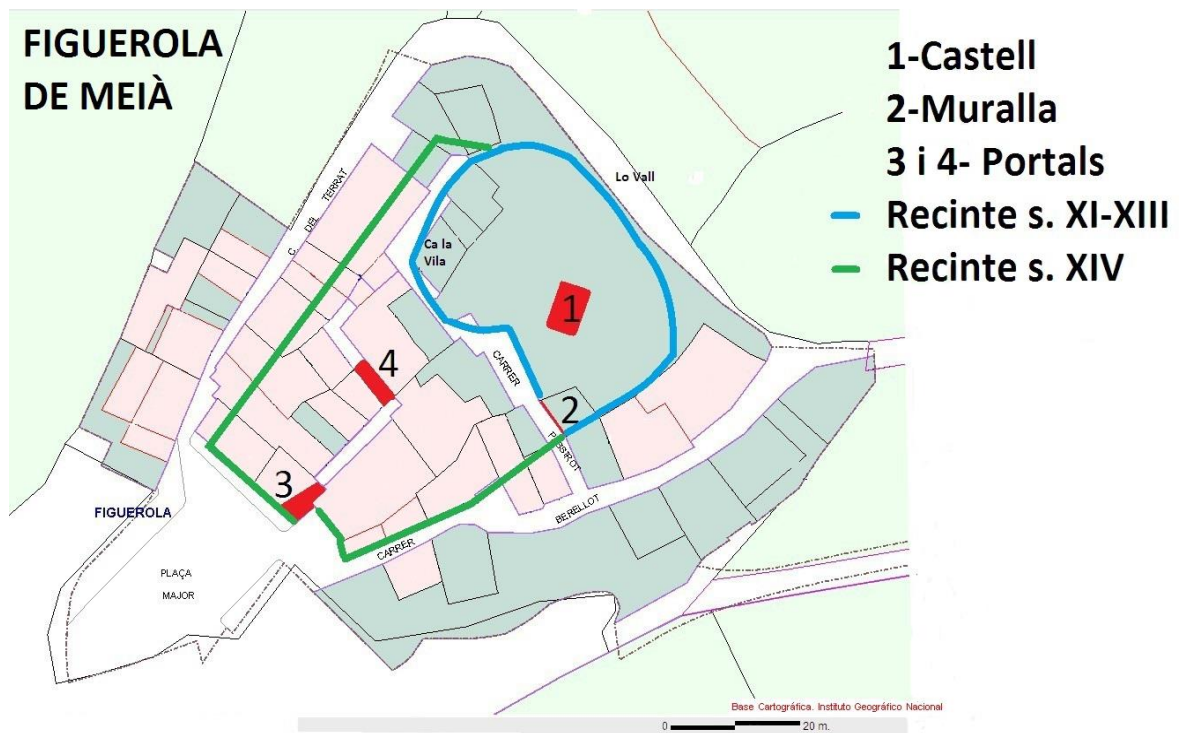 FIGUEROLA
DE MEIÀ
1-Castell
2-Muralla
3 i 4- Portals
Recinte s. XI-XIII
Recinte s. XIV
Lo Vall
C. DEL TERRAT
Ca la
Vila
1
4
CARRER
2
3
BERELLOT
FIGUEROLA
CARRER
PLAÇA
MAJOR
Base Cartográfica. Instituto Geográfico Nacional
0 20 m.